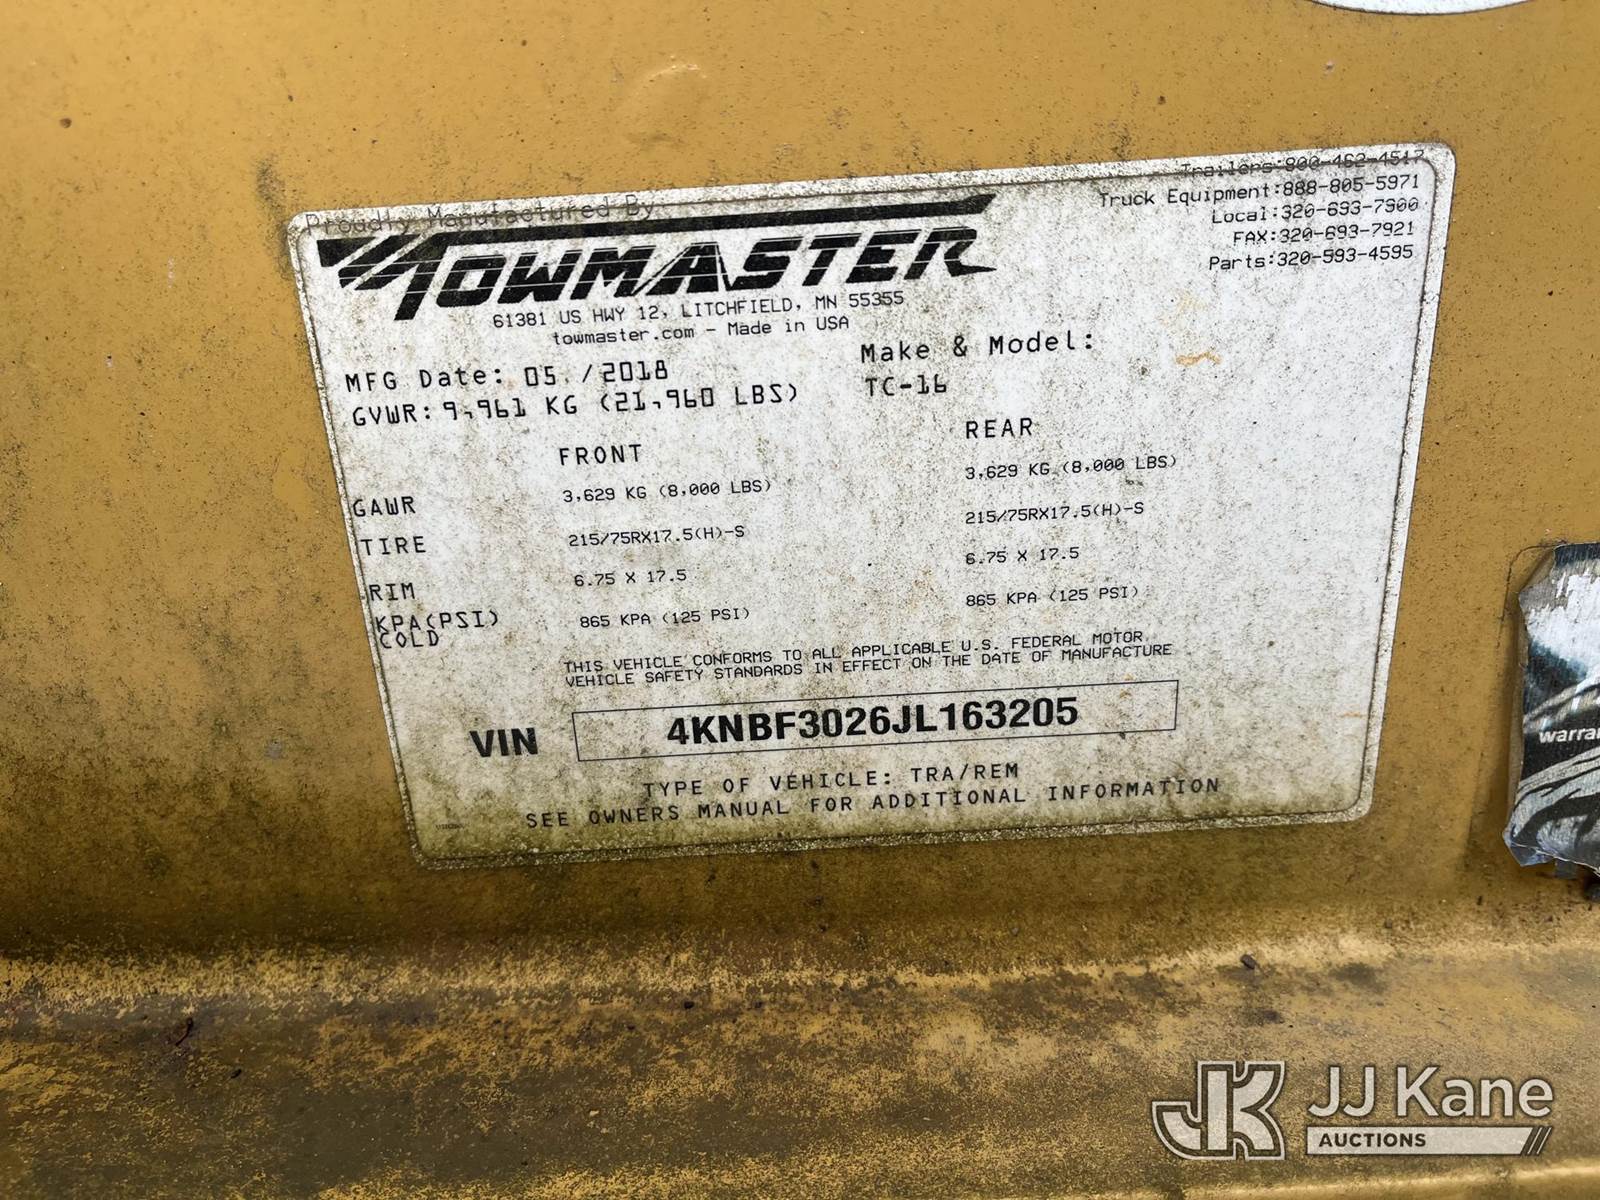 Proudly Manufactured By
TOWMASTER
61381 US HWY 12, LITCHFIELD, MN 55355
towmaster.com - Made in USA
Trailers:800-462-4517
Truck Equipment:888-805-5971
Local:320-693-7900
FAX:320-693-7921
Parts:320-593-4595
MFG Date: 05 /2018
GVWR: 9,961 KG (21,960 LBS)
Make & Model:
TC-16
FRONT REAR
GAWR 3,629 KG (8,000 LBS) 3,629 KG (8,000 LBS)
TIRE 215/75RX17.5(H)-S 215/75RX17.5(H)-S
RIM 6.75 X 17.5 6.75 X 17.5
KPA(PSI) 865 KPA (125 PSI) 865 KPA (125 PSI)
COLD
THIS VEHICLE CONFORMS TO ALL APPLICABLE U.S. FEDERAL MOTOR
VEHICLE SAFETY STANDARDS IN EFFECT ON THE DATE OF MANUFACTURE
VIN 4KNBF3026JL163205
TYPE OF VEHICLE: TRA/REM
SEE OWNERS MANUAL FOR ADDITIONAL INFORMATION
JK JJ Kane
AUCTIONS